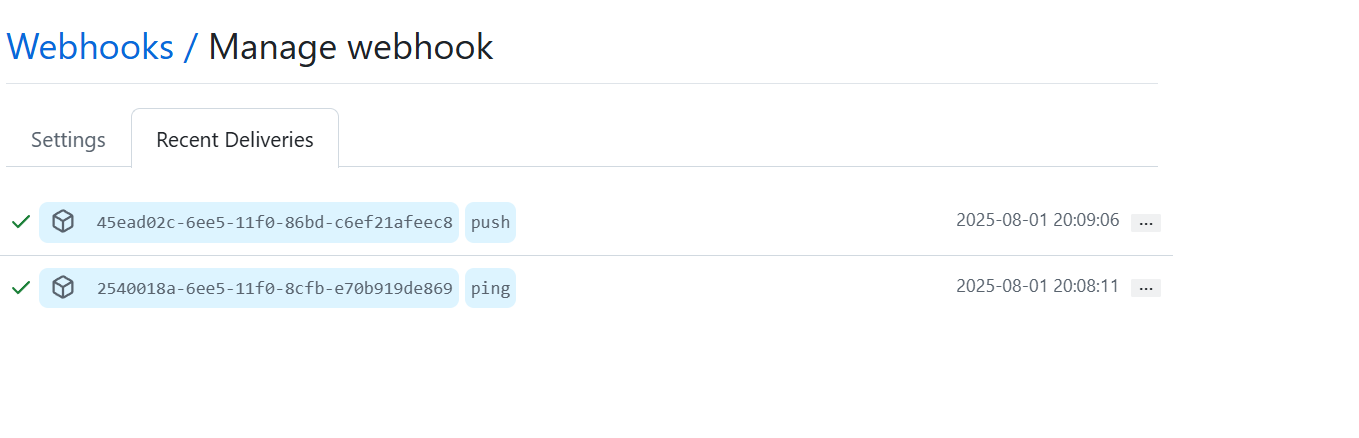 Webhooks / Manage webhook
Settings Recent Deliveries
45ead02c-6ee5-11f0-86bd-c6ef21afeec8 push 2025-08-01 20:09:06 ...
2540018a-6ee5-11f0-8cfb-e70b919de869 ping 2025-08-01 20:08:11 ...